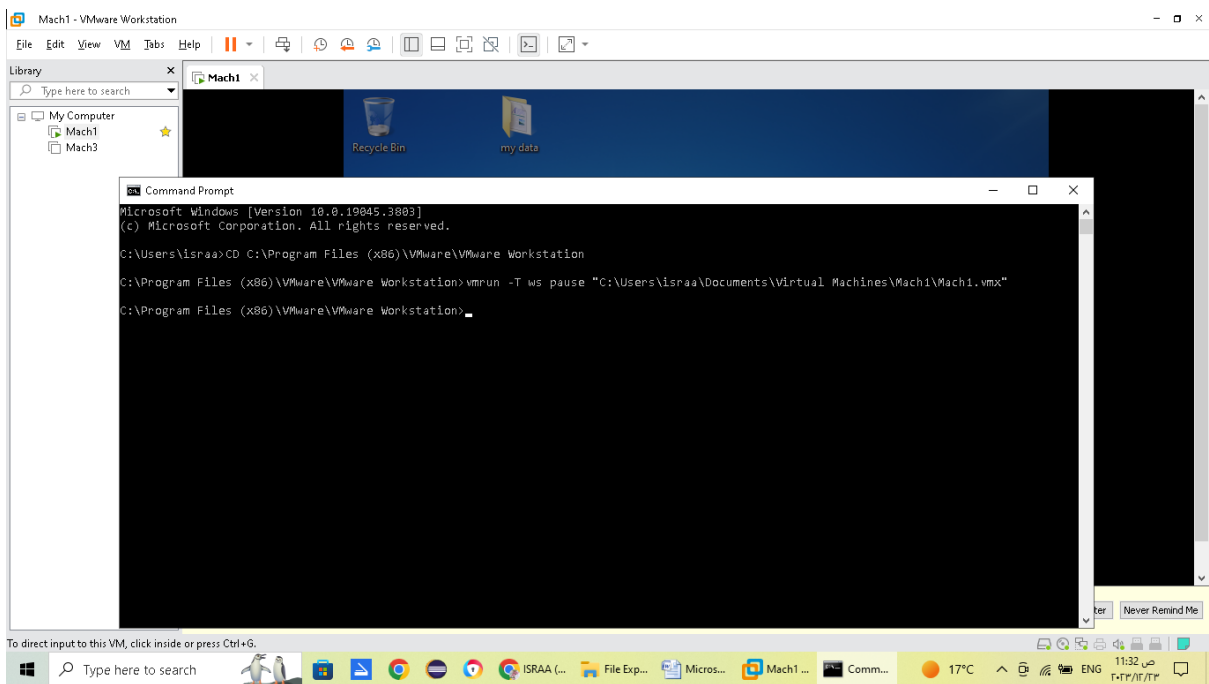 Mach1 - VMware Workstation
File Edit View VM Tabs Help
Library
Mach1
Type here to search
My Computer
Mach1
Mach3
Recycle Bin
my data
Command Prompt
Microsoft Windows [Version 10.0.19045.3803]
(c) Microsoft Corporation. All rights reserved.
C:\Users\israa>CD C:\Program Files (x86)\VMware\VMware Workstation
C:\Program Files (x86)\VMware\VMware Workstation>vmrun -T ws pause "C:\Users\israa\Documents\Virtual Machines\Mach1\Mach1.vmx"
C:\Program Files (x86)\VMware\VMware Workstation>
ter
Never Remind Me
To direct input to this VM, click inside or press Ctrl+G.
Type here to search
ISRAA (...
File Exp...
Micros...
Mach1 ...
Comm...
17°C
ENG
11:32 ص
٢٠٢٣/١٢/٢٣